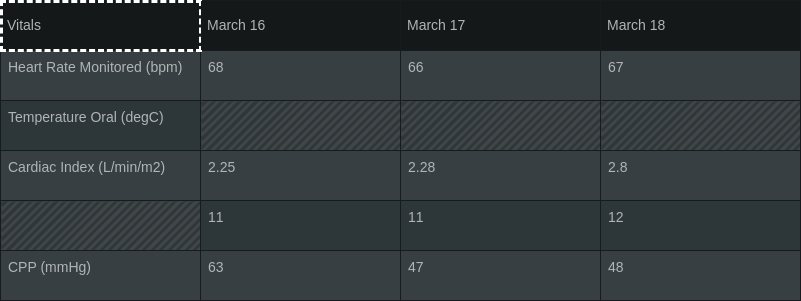 Vitals March 16 March 17 March 18
Heart Rate Monitored (bpm) 68 66 67
Temperature Oral (degC)
Cardiac Index (L/min/m2) 2.25 2.28 2.8
11 11 12
CPP (mmHg) 63 47 48